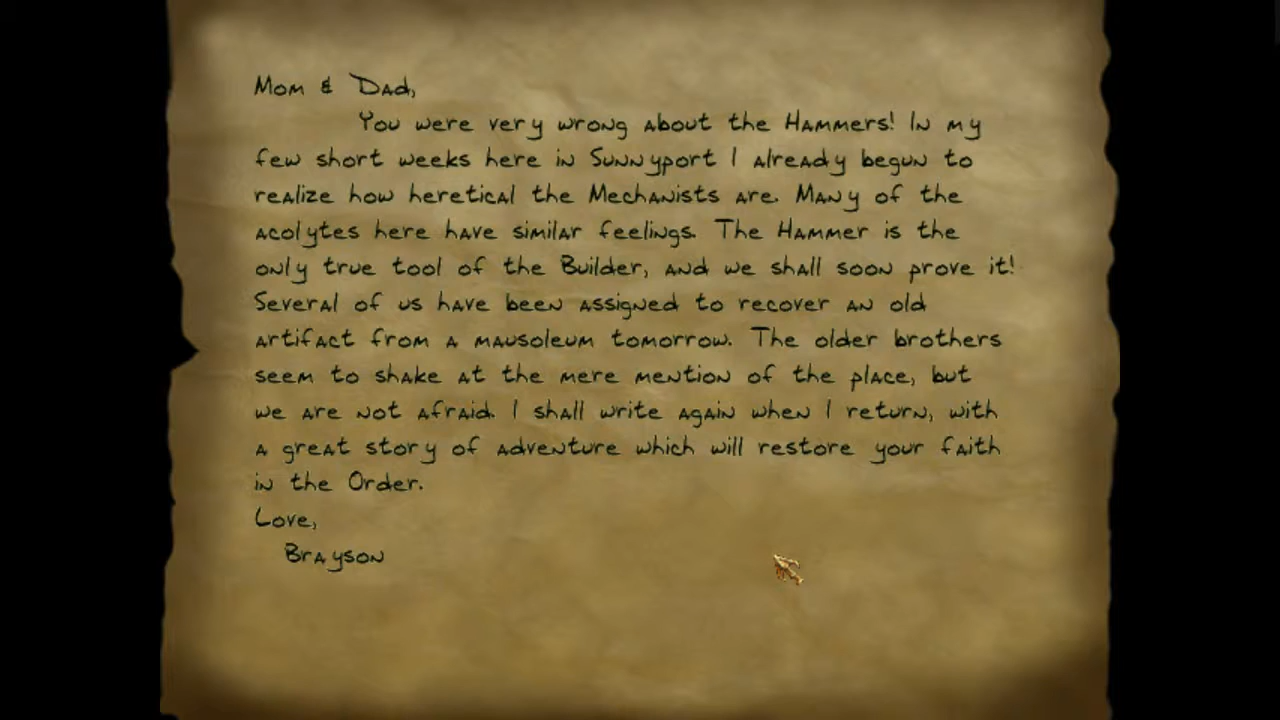 Mom & Dad,
You were very wrong about the Hammers! In my
few short weeks here in Sunnyport I already begun to
realize how heretical the Mechanists are. Many of the
acolytes here have similar feelings. The Hammer is the
only true tool of the Builder, and we shall soon prove it!
Several of us have been assigned to recover an old
artifact from a mausoleum tomorrow. The older brothers
seem to shake at the mere mention of the place, but
we are not afraid. I shall write again when I return, with
a great story of adventure which will restore your faith
in the Order.
Love,
Brayson